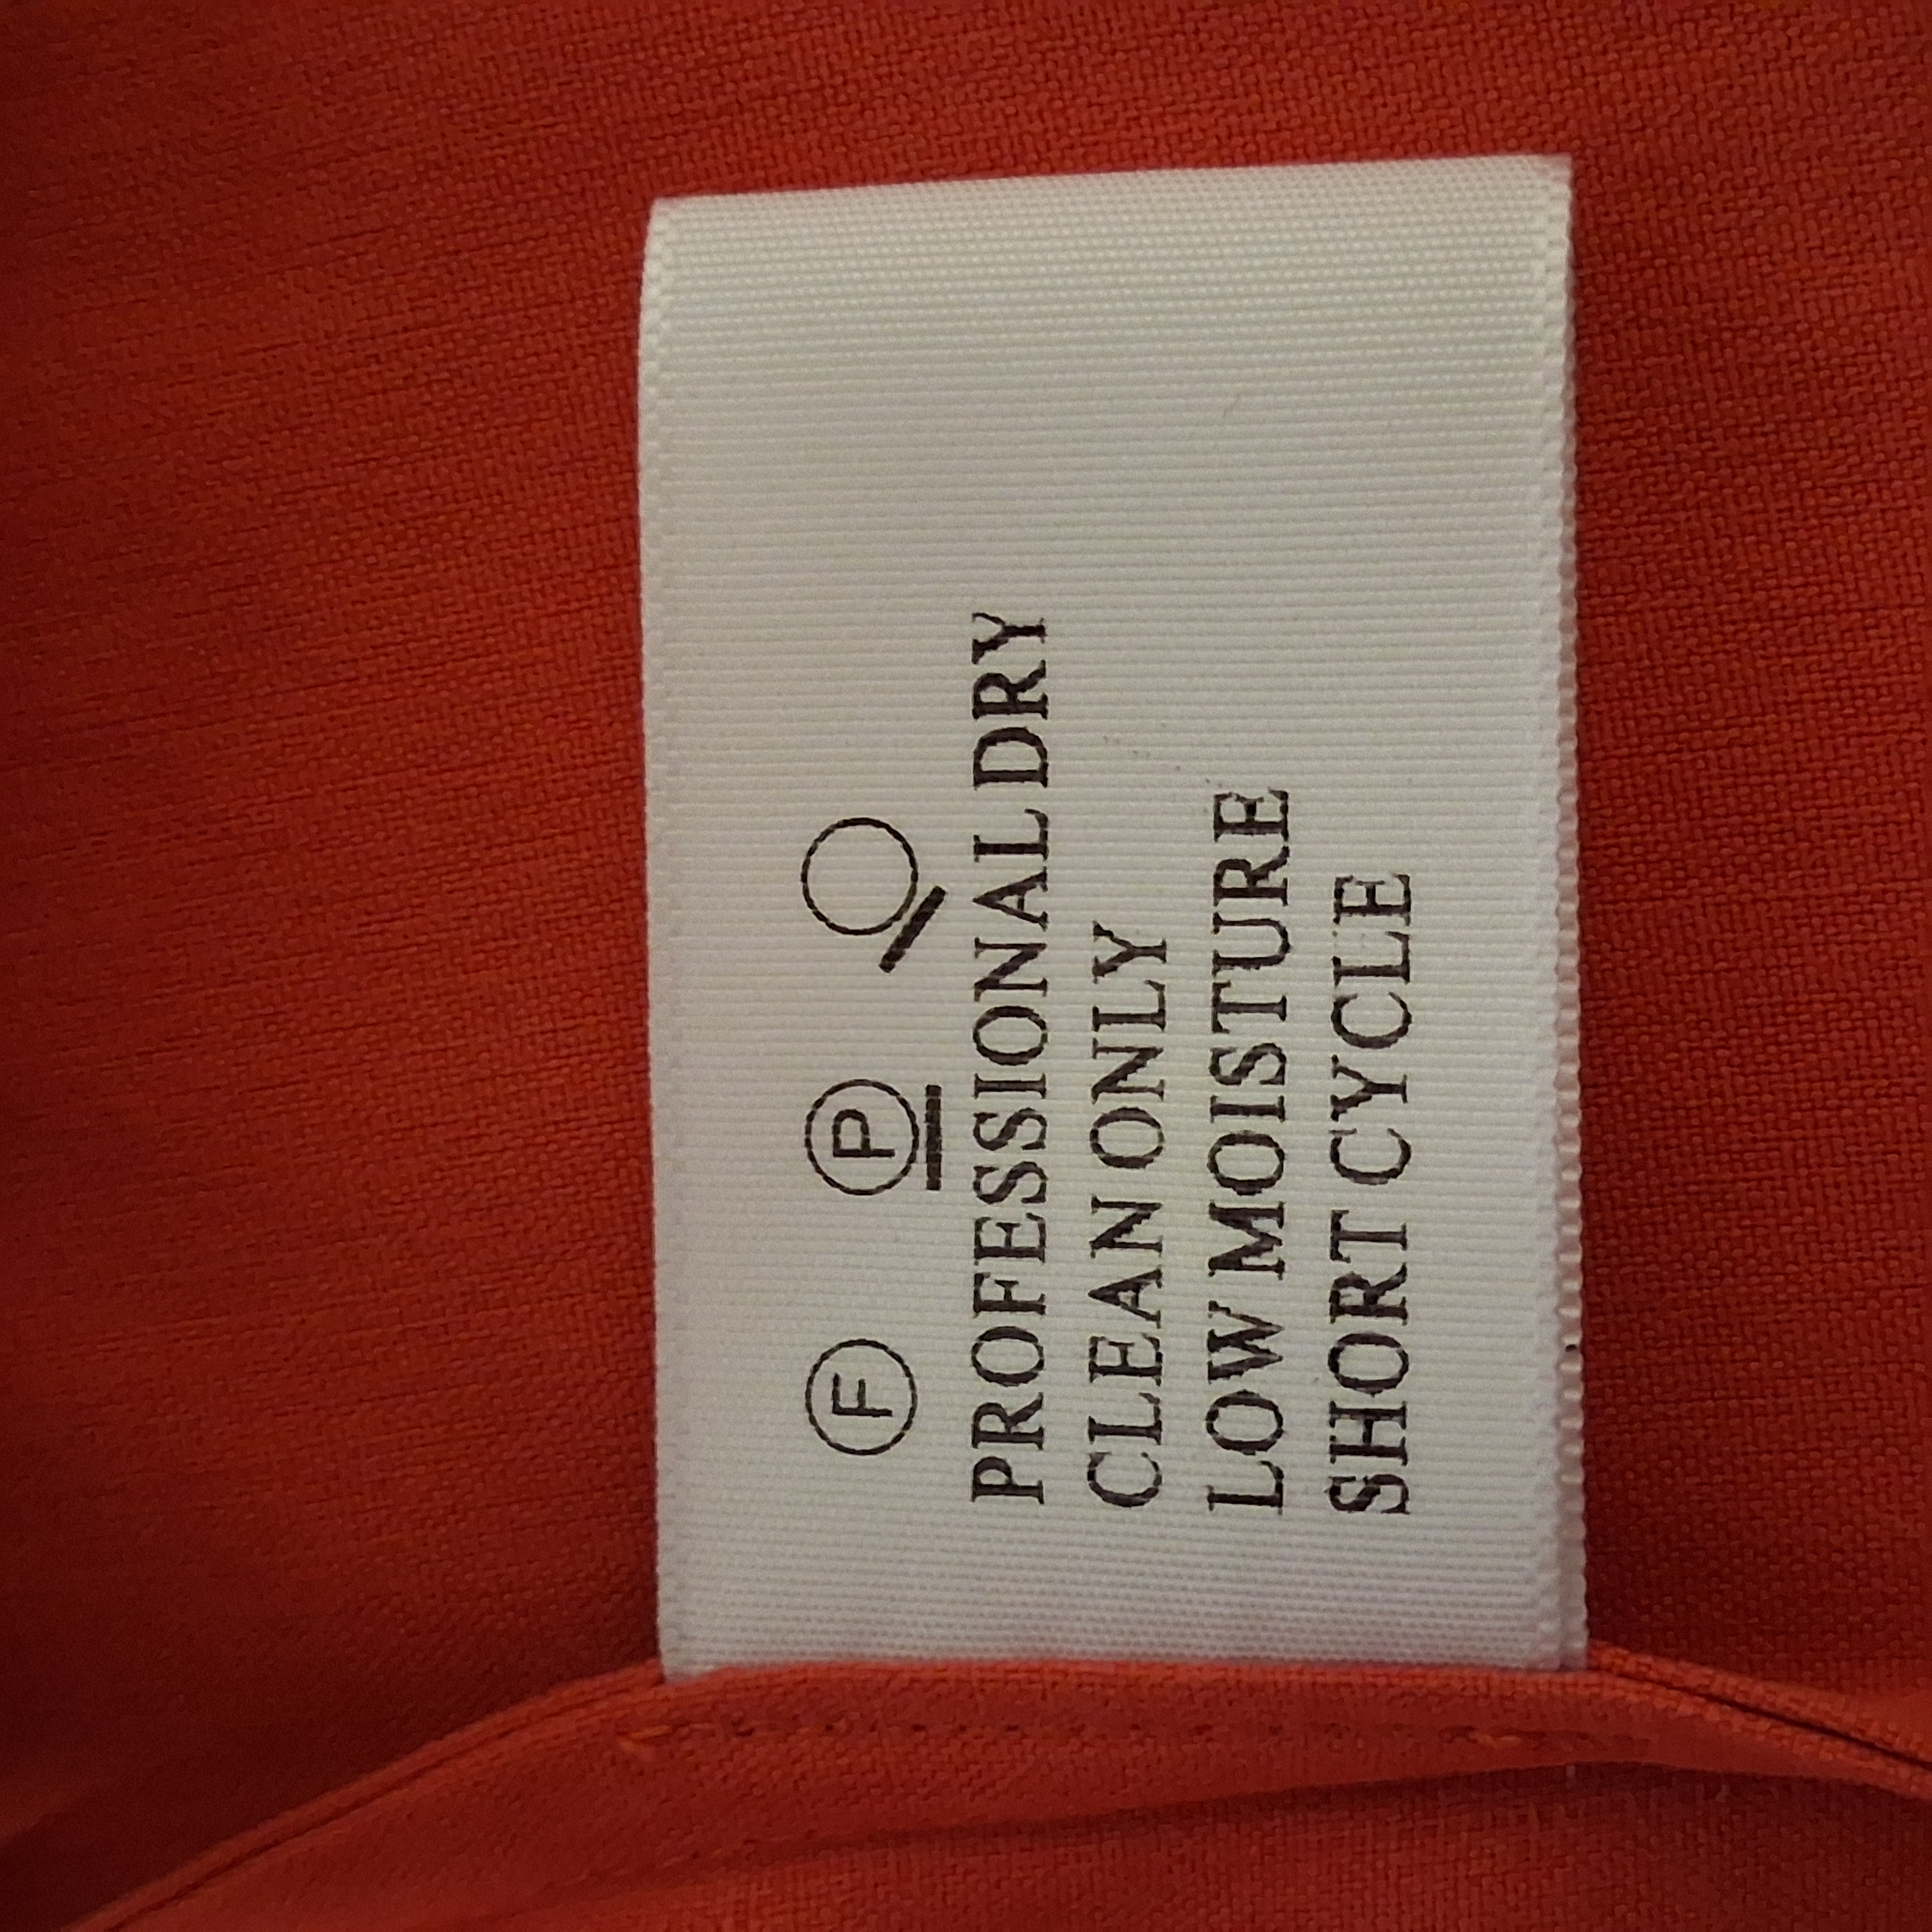 F P
PROFESSIONAL DRY
CLEAN ONLY
LOW MOISTURE
SHORT CYCLE